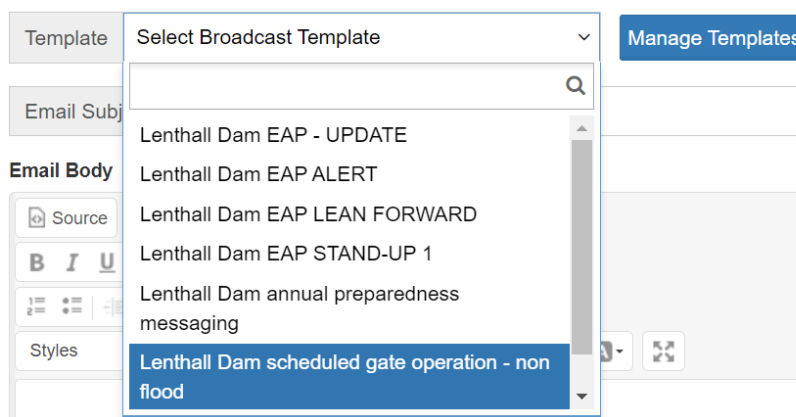 Template
Select Broadcast Template
Manage Templates
Email Subj
Lenthall Dam EAP - UPDATE
Lenthall Dam EAP ALERT
Lenthall Dam EAP LEAN FORWARD
Lenthall Dam EAP STAND-UP 1
Lenthall Dam annual preparedness
messaging
Lenthall Dam scheduled gate operation - non
flood
Email Body
Source
B I U
Styles
A